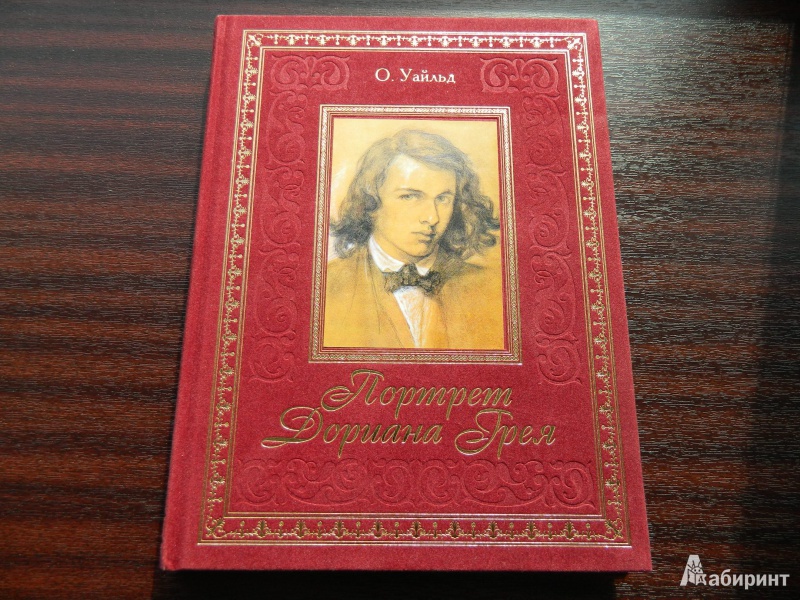 О. Уайльд
Портрет
Дориана Грея
Лабиринт